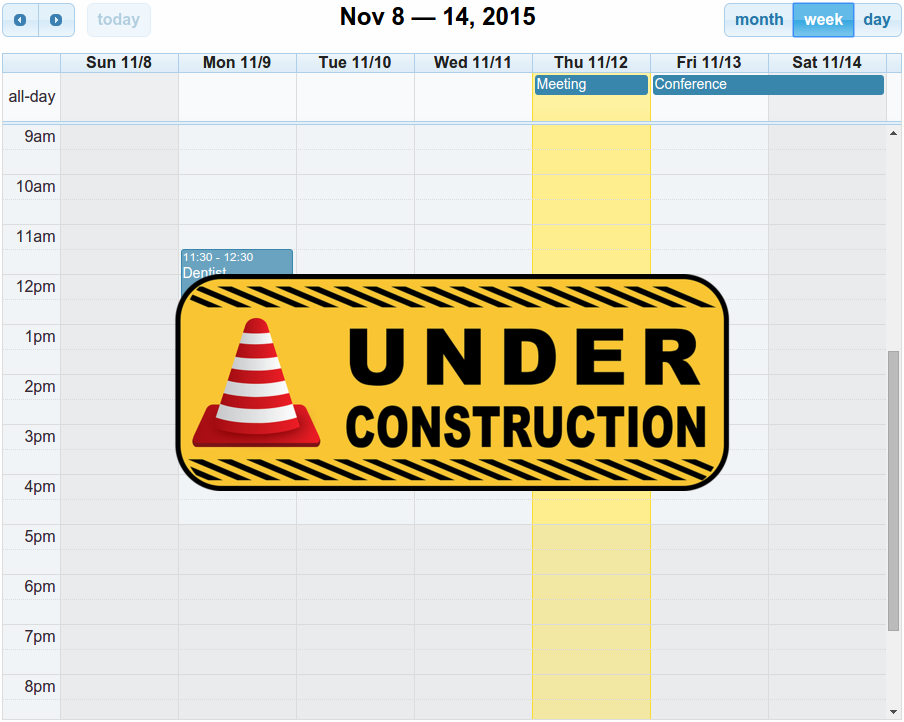 today
Nov 8 — 14, 2015
month week day
Sun 11/8 Mon 11/9 Tue 11/10 Wed 11/11 Thu 11/12 Fri 11/13 Sat 11/14
all-day Meeting Conference
9am
10am
11am
11:30 - 12:30
Dentist
12pm
1pm
2pm
3pm
4pm
5pm
6pm
7pm
8pm
UNDER
CONSTRUCTION